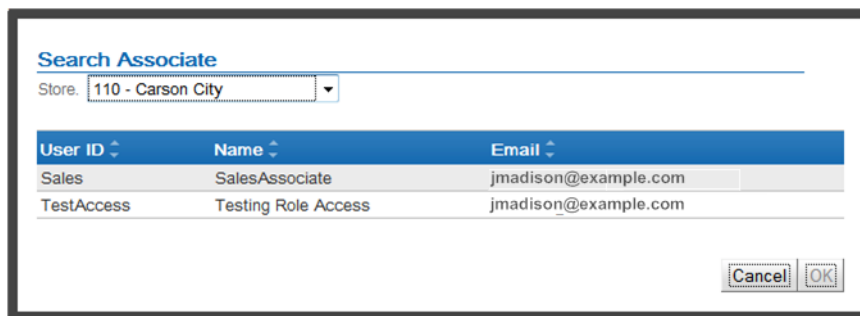 Search Associate
Store. 110 - Carson City
User ID Name Email
Sales SalesAssociate jmadison@example.com
TestAccess Testing Role Access jmadison@example.com
Cancel OK